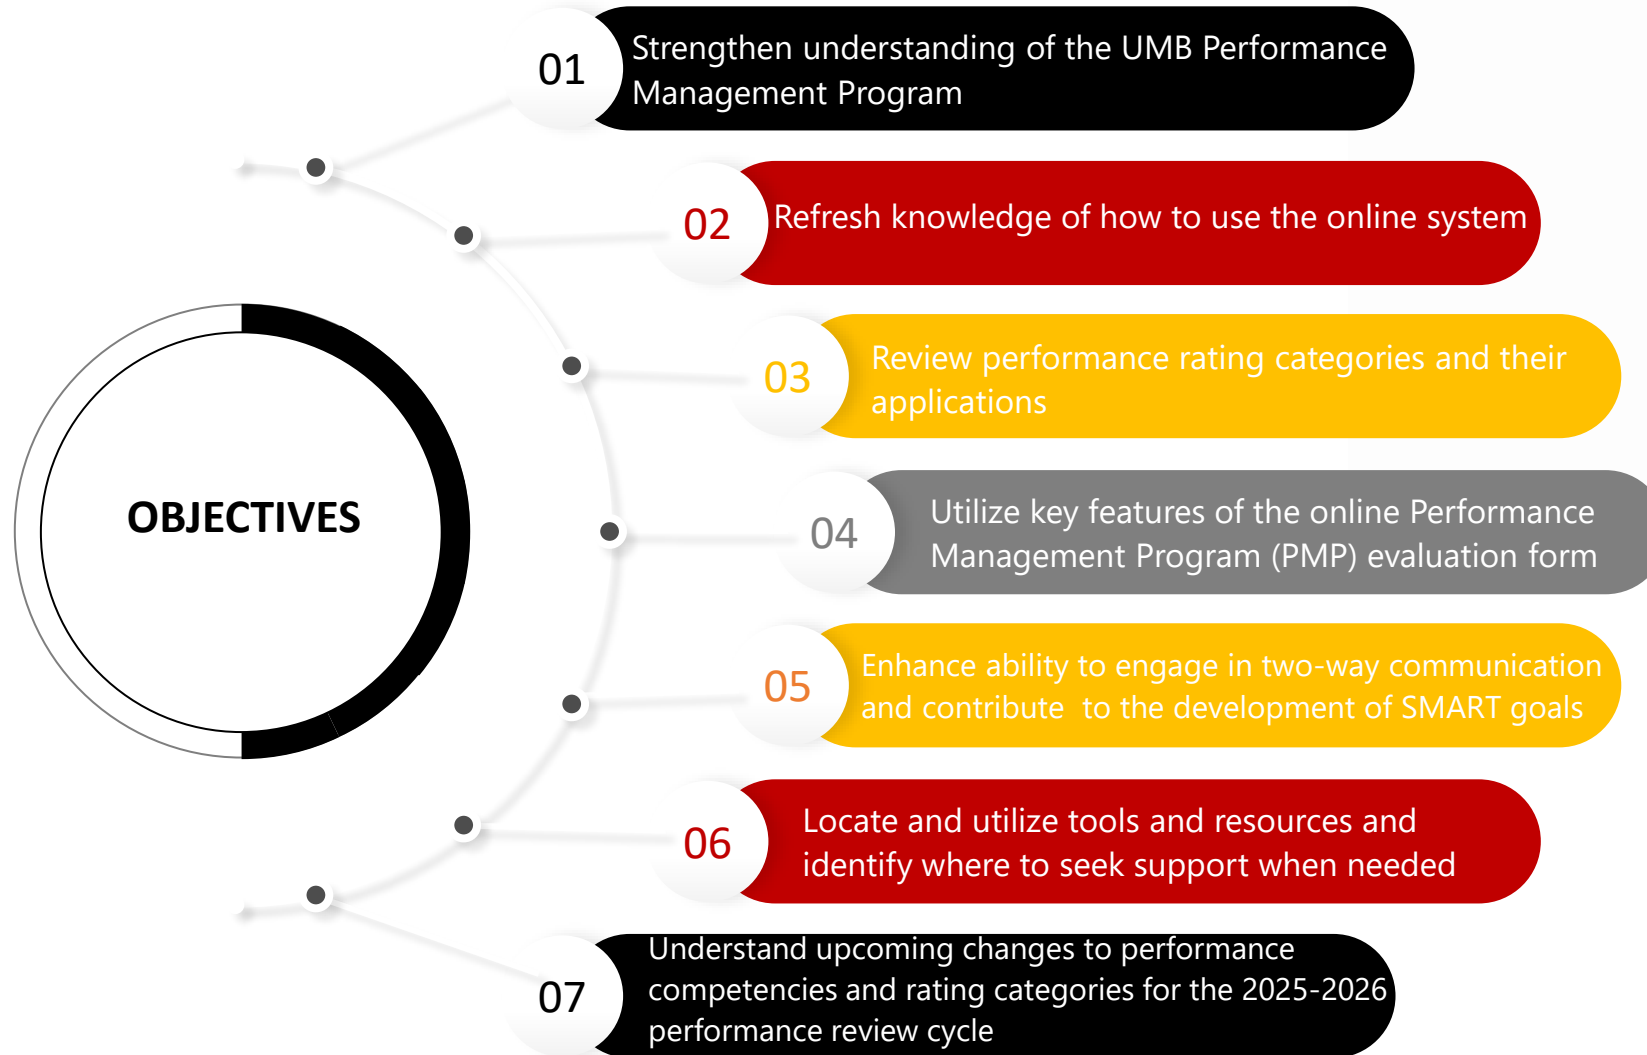 01
Strengthen understanding of the UMB Performance
Management Program
02
Refresh knowledge of how to use the online system
03
Review performance rating categories and their
applications
OBJECTIVES
04
Utilize key features of the online Performance
Management Program (PMP) evaluation form
05
Enhance ability to engage in two-way communication
and contribute  to the development of SMART goals
06
Locate and utilize tools and resources and
identify where to seek support when needed
07
Understand upcoming changes to performance
competencies and rating categories for the 2025-2026
performance review cycle